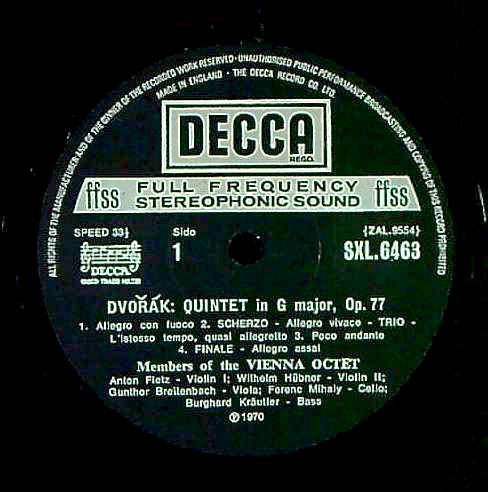 ALL RIGHTS OF THE MANUFACTURER AND OF THE OWNER OF THE RECORDED WORK RESERVED · UNAUTHORISED PUBLIC PERFORMANCE BROADCASTING AND COPYING OF THIS RECORD PROHIBITED
MADE IN ENGLAND · THE DECCA RECORD CO. LTD.
DECCA
REGD.
ffss FULL FREQUENCY ffss
STEREOPHONIC SOUND
SPEED 33⅓ Side {ZAL.9554}
1 SXL.6463
DECCA
DVOŘÁK: QUINTET in G major, Op. 77
1. Allegro con fuoco 2. SCHERZO - Allegro vivace - TRIO -
L'istesso tempo, quasi allegretto 3. Poco andante
4. FINALE - Allegro assai
Members of the VIENNA OCTET
Anton Fietz - Violin I; Wilhelm Hübner - Violin II;
Gunther Breitenbach - Viola; Ferenc Mihaly - Cello;
Burghard Kräutler - Bass
℗ 1970